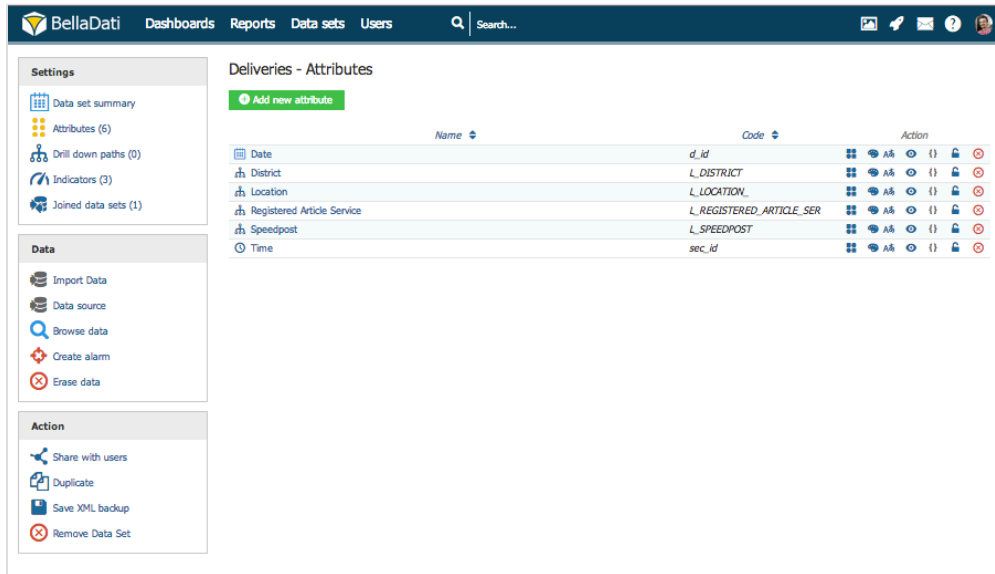 BellaDati Dashboards Reports Data sets Users Search...
Settings
Data set summary
Attributes (6)
Drill down paths (0)
Indicators (3)
Joined data sets (1)
Data
Import Data
Data source
Browse data
Create alarm
Erase data
Action
Share with users
Duplicate
Save XML backup
Remove Data Set
Deliveries - Attributes
Add new attribute
Name Code Action
Date d_id
District L_DISTRICT
Location L_LOCATION_
Registered Article Service L_REGISTERED_ARTICLE_SER
Speedpost L_SPEEDPOST
Time sec_id